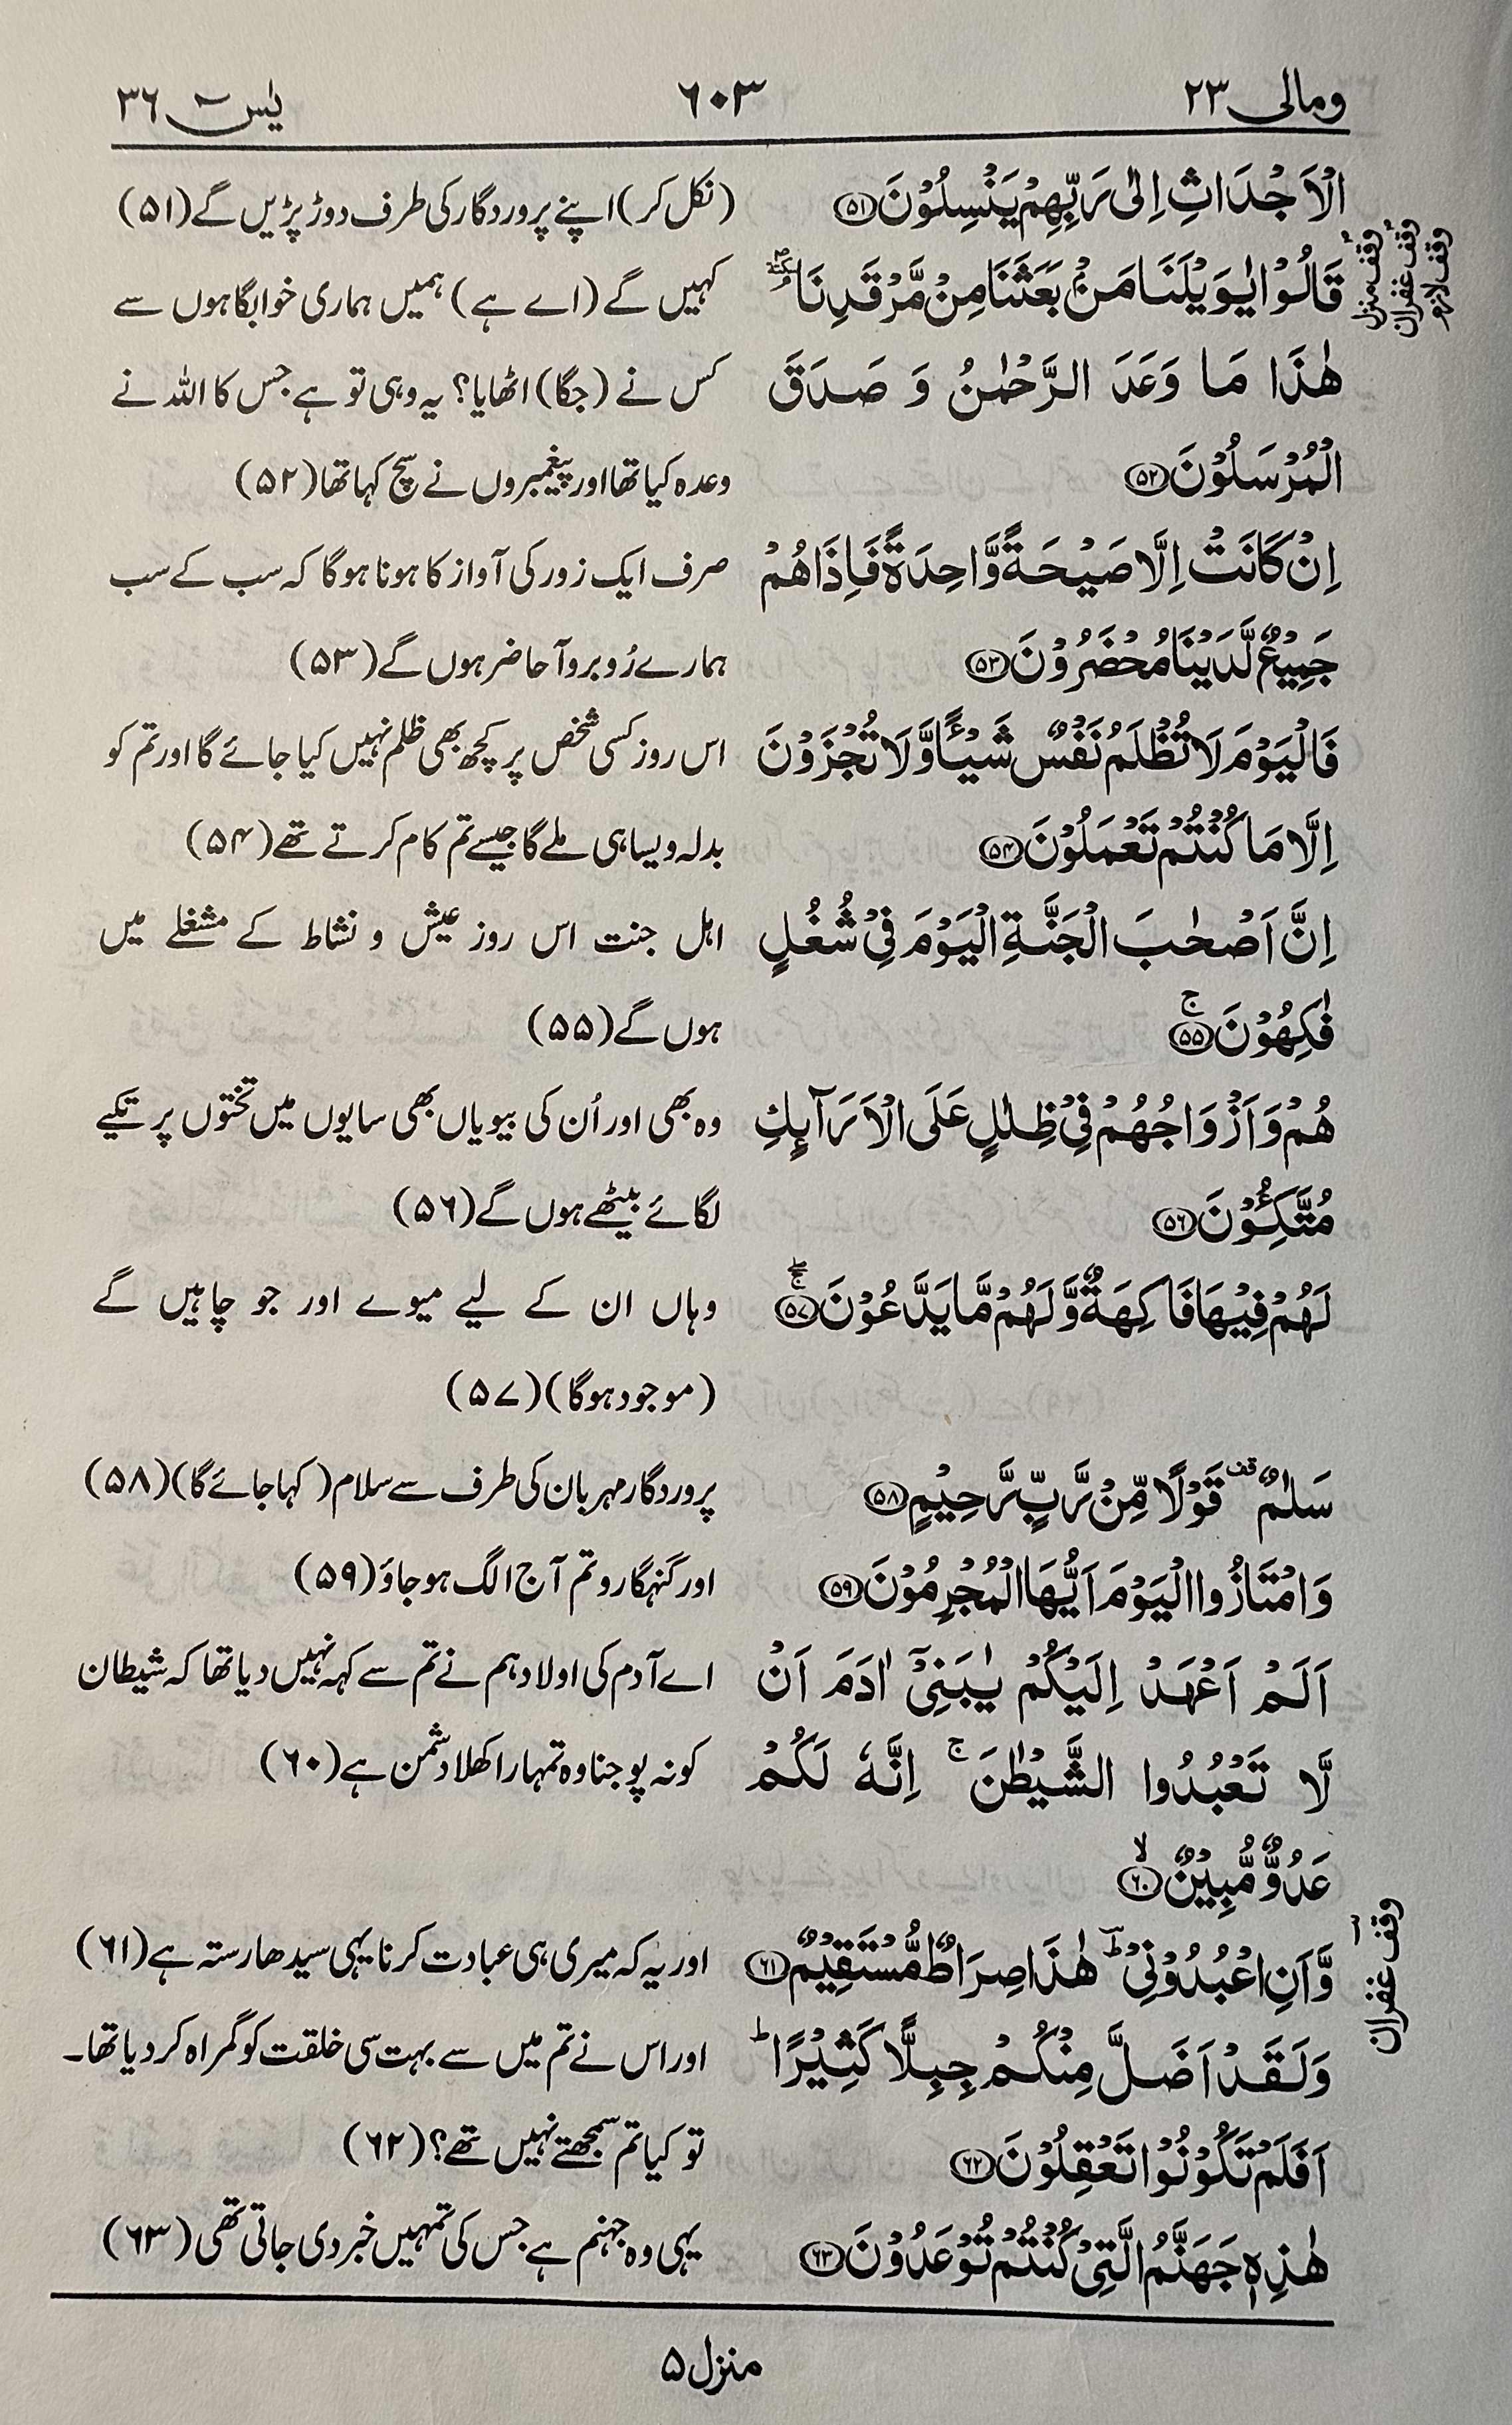 ومالی ۲۳
۶۰۳
یٰس ۳۶
الۡاَجۡدَاثِ اِلٰی رَبِّهِمۡ یَنۡسِلُوۡنَ ﴿۵۱﴾
(نکل کر) اپنے پروردگار کی طرف دوڑ پڑیں گے (۵۱)
قَالُوۡا یٰوَیۡلَنَا مَنۡۢ بَعَثَنَا مِنۡ مَّرۡقَدِنَا ٜۘ
کہیں گے (اے ہے) ہمیں ہماری خوابگاہوں سے
هٰذَا مَا وَعَدَ الرَّحۡمٰنُ وَ صَدَقَ
کس نے (جگا) اٹھایا؟ یہ وہی تو ہے جس کا اللہ نے
الۡمُرۡسَلُوۡنَ ﴿۵۲﴾
وعدہ کیا تھا اور پیغمبروں نے سچ کہا تھا (۵۲)
اِنۡ کَانَتۡ اِلَّا صَیۡحَةً وَّاحِدَةً فَاِذَا هُمۡ
صرف ایک زور کی آواز کا ہونا ہوگا کہ سب کے سب
جَمِیۡعٌ لَّدَیۡنَا مُحۡضَرُوۡنَ ﴿۵۳﴾
ہمارے رُوبرو آ حاضر ہوں گے (۵۳)
فَالۡیَوۡمَ لَا تُظۡلَمُ نَفۡسٌ شَیۡـًٔا وَّلَا تُجۡزَوۡنَ
اس روز کسی شخص پر کچھ بھی ظلم نہیں کیا جائے گا اور تم کو
اِلَّا مَا کُنۡتُمۡ تَعۡمَلُوۡنَ ﴿۵۴﴾
بدلہ ویسا ہی ملے گا جیسے تم کام کرتے تھے (۵۴)
اِنَّ اَصۡحٰبَ الۡجَنَّةِ الۡیَوۡمَ فِیۡ شُغُلٍ
اہل جنت اس روز عیش و نشاط کے مشغلے میں
فٰکِهُوۡنَ ﴿۵۵﴾ ۚ
ہوں گے (۵۵)
هُمۡ وَاَزۡوَاجُهُمۡ فِیۡ ظِلٰلٍ عَلَی الۡاَرَآئِکِ
وہ بھی اور اُن کی بیویاں بھی سایوں میں تختوں پر تکیے
مُتَّکِـُٔوۡنَ ﴿۵۶﴾
لگائے بیٹھے ہوں گے (۵۶)
لَهُمۡ فِیۡهَا فَاکِهَةٌ وَّلَهُمۡ مَّا یَدَّعُوۡنَ ﴿۵۷﴾ ۚۖ
وہاں ان کے لیے میوے اور جو چاہیں گے
(موجود ہوگا) (۵۷)
سَلٰمٌ ۟ قَوۡلًا مِّنۡ رَّبٍّ رَّحِیۡمٍ ﴿۵۸﴾
پروردگار مہربان کی طرف سے سلام (کہا جائے گا) (۵۸)
وَامۡتَازُوا الۡیَوۡمَ اَیُّهَا الۡمُجۡرِمُوۡنَ ﴿۵۹﴾
اور گنہگارو تم آج الگ ہو جاؤ (۵۹)
اَلَمۡ اَعۡهَدۡ اِلَیۡکُمۡ یٰبَنِیۡۤ اٰدَمَ اَنۡ
اے آدم کی اولاد ہم نے تم سے کہہ نہیں دیا تھا کہ شیطان
لَّا تَعۡبُدُوا الشَّیۡطٰنَ ۚ اِنَّهٗ لَکُمۡ
کو نہ پوجنا وہ تمہارا کھلا دشمن ہے (۶۰)
عَدُوٌّ مُّبِیۡنٌ ﴿۶۰﴾ ۙ
وَّاَنِ اعۡبُدُوۡنِیۡ ؕؔ هٰذَا صِرَاطٌ مُّسۡتَقِیۡمٌ ﴿۶۱﴾
اور یہ کہ میری ہی عبادت کرنا یہی سیدھا رستہ ہے (۶۱)
وَلَقَدۡ اَضَلَّ مِنۡکُمۡ جِبِلًّا کَثِیۡرًا ؕ
اور اس نے تم میں سے بہت سی خلقت کو گمراہ کر دیا تھا۔
اَفَلَمۡ تَکُوۡنُوۡا تَعۡقِلُوۡنَ ﴿۶۲﴾
تو کیا تم سمجھتے نہیں تھے؟ (۶۲)
هٰذِهٖ جَهَنَّمُ الَّتِیۡ کُنۡتُمۡ تُوۡعَدُوۡنَ ﴿۶۳﴾
یہی وہ جہنم ہے جس کی تمہیں خبر دی جاتی تھی (۶۳)
وقف منزل
وقف غفران
وقف لازم
وقف غفران
منزل ۵